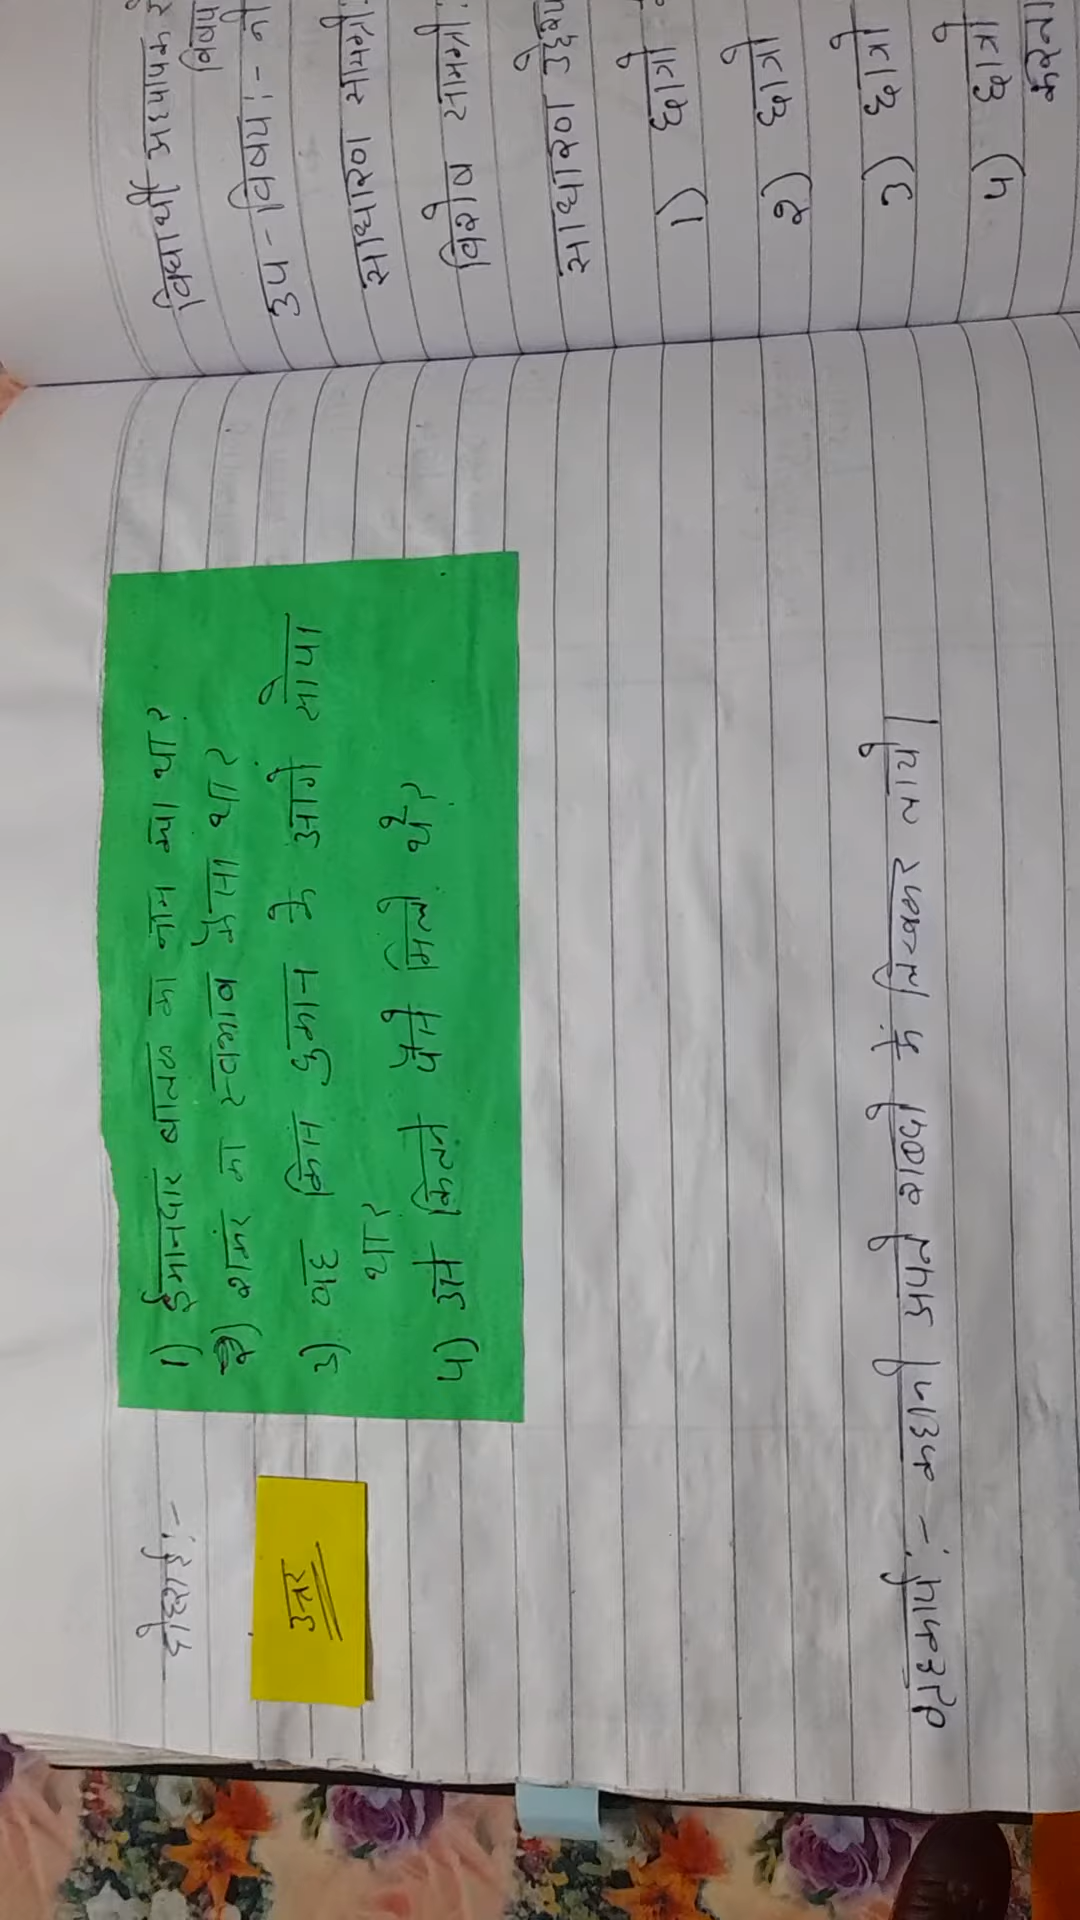 दोहराई :-
उत्तर
1) ईमानदार बालक का नाम क्या था?
2) शंकर का स्वभाव कैसा था?
3) वह किस दुकान के आगे सोया
था?
4) उसे कितने पैसे मिले थे?
गृहकार्य :- कहानी अपने शब्दों में लिखकर लाये|
विद्यार्थी अध्यापक
विषय
उप-विषय :-
साधारण सामग्री:
विशेष सामग्री:
साधारण उद्देश्य
1) छात्रों
2) छात्रों
3) छात्रों
4) छात्रों
करना